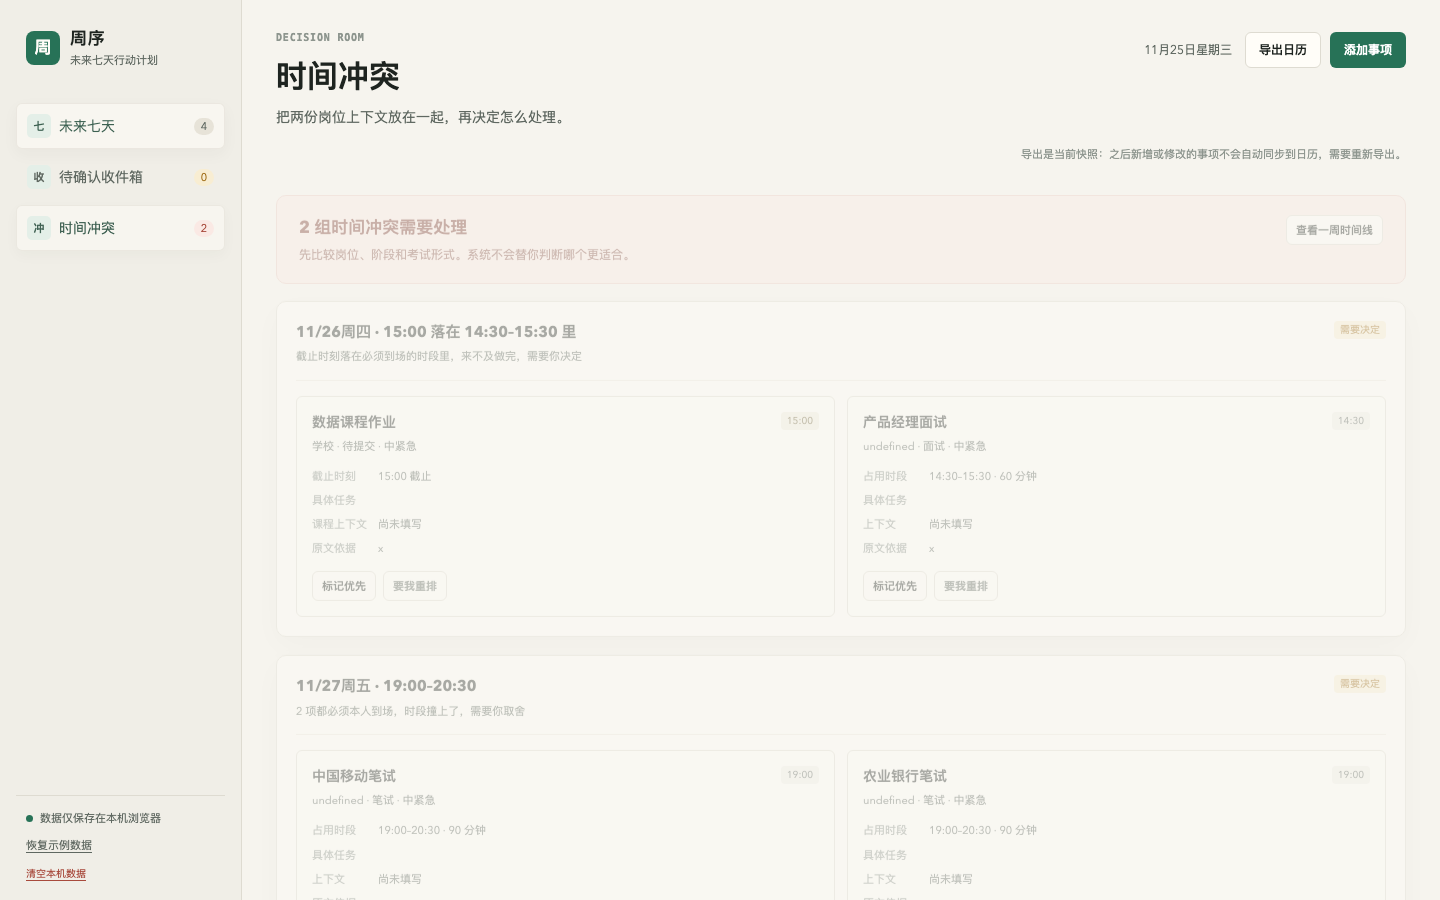 周
周序
未来七天行动计划
七 未来七天 4
收 待确认收件箱 0
冲 时间冲突 2
数据仅保存在本机浏览器
恢复示例数据
清空本机数据
DECISION ROOM
时间冲突
把两份岗位上下文放在一起，再决定怎么处理。
11月25日星期三 导出日历 添加事项
导出是当前快照：之后新增或修改的事项不会自动同步到日历，需要重新导出。
2 组时间冲突需要处理
先比较岗位、阶段和考试形式。系统不会替你判断哪个更适合。
查看一周时间线
11/26周四 · 15:00 落在 14:30–15:30 里
需要决定
截止时刻落在必须到场的时段里，来不及做完，需要你决定
数据课程作业 15:00
学校 · 待提交 · 中紧急
截止时刻 15:00 截止
具体任务
课程上下文 尚未填写
原文依据 x
标记优先 要我重排
产品经理面试 14:30
undefined · 面试 · 中紧急
占用时段 14:30–15:30 · 60 分钟
具体任务
上下文 尚未填写
原文依据 x
标记优先 要我重排
11/27周五 · 19:00–20:30
需要决定
2 项都必须本人到场，时段撞上了，需要你取舍
中国移动笔试 19:00
undefined · 笔试 · 中紧急
占用时段 19:00–20:30 · 90 分钟
具体任务
上下文 尚未填写
农业银行笔试 19:00
undefined · 笔试 · 中紧急
占用时段 19:00–20:30 · 90 分钟
具体任务
上下文 尚未填写